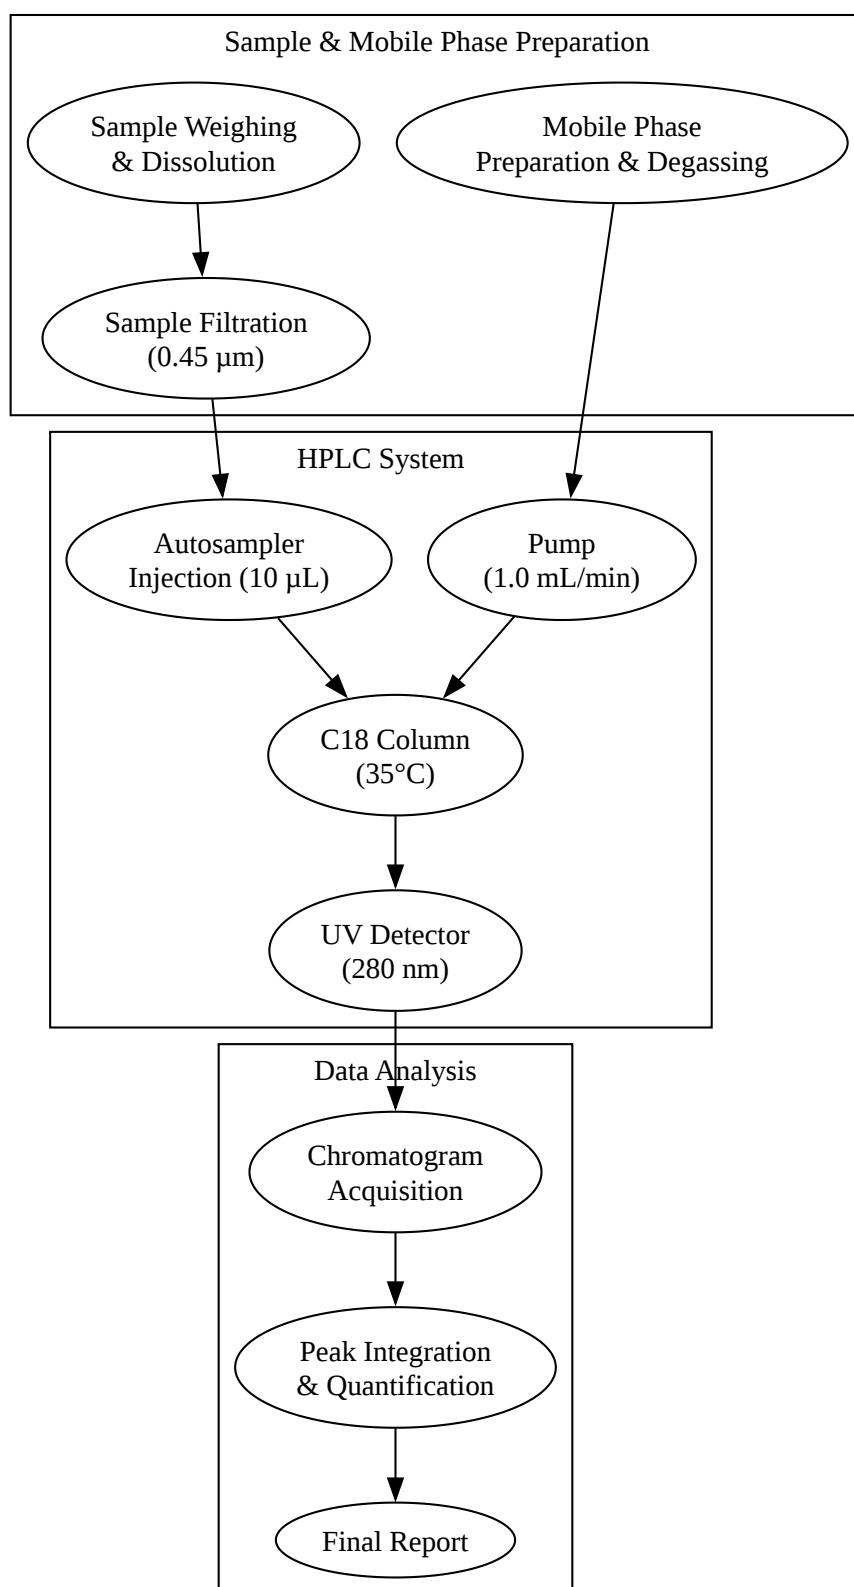 Sample & Mobile Phase Preparation
Sample Weighing
& Dissolution
Mobile Phase
Preparation & Degassing
Sample Filtration
(0.45 µm)
HPLC System
Autosampler
Injection (10 µL)
Pump
(1.0 mL/min)
C18 Column
(35°C)
UV Detector
(280 nm)
Data Analysis
Chromatogram
Acquisition
Peak Integration
& Quantification
Final Report